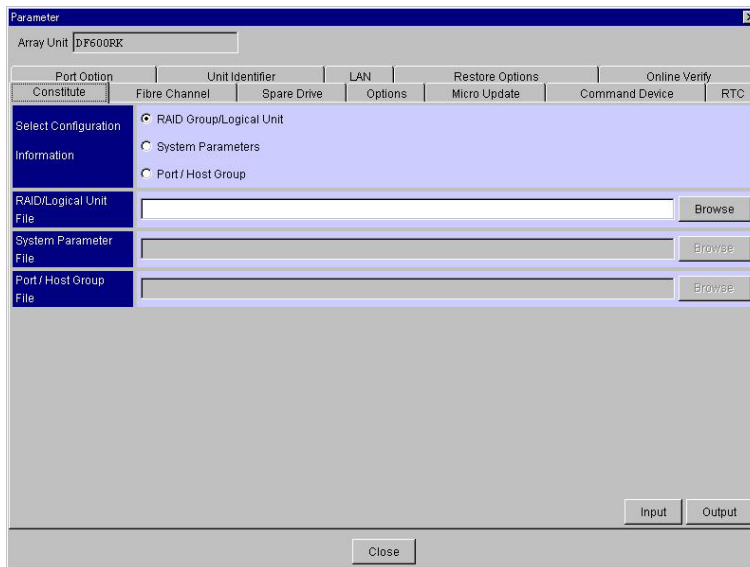 Parameter
Array Unit DF600RK
Port Option Unit Identifier LAN Restore Options Online Verify
Constitute Fibre Channel Spare Drive Options Micro Update Command Device RTC
Select Configuration
Information
RAID Group/Logical Unit
System Parameters
Port / Host Group
RAID/Logical Unit
File
Browse
System Parameter
File
Browse
Port / Host Group
File
Browse
Input Output
Close